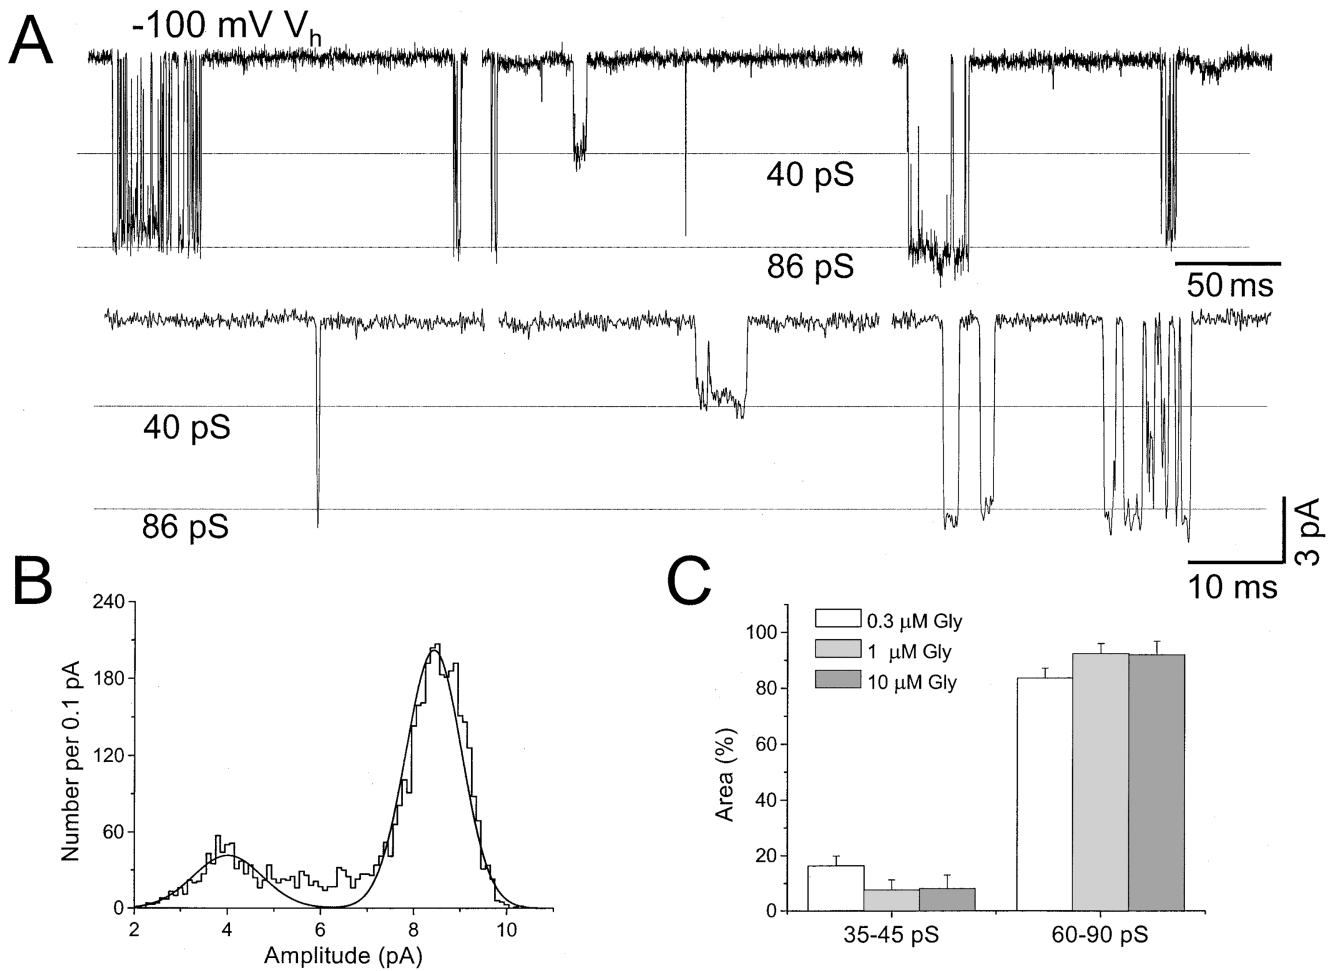 A
-100 mV Vh
40 pS
86 pS
50 ms
40 pS
86 pS
3 pA
10 ms
B
240
180
120
60
0
Number per 0.1 pA
2 4 6 8 10
Amplitude (pA)
C
0.3 µM Gly
1 µM Gly
10 µM Gly
100
80
60
40
20
0
Area (%)
35-45 pS 60-90 pS